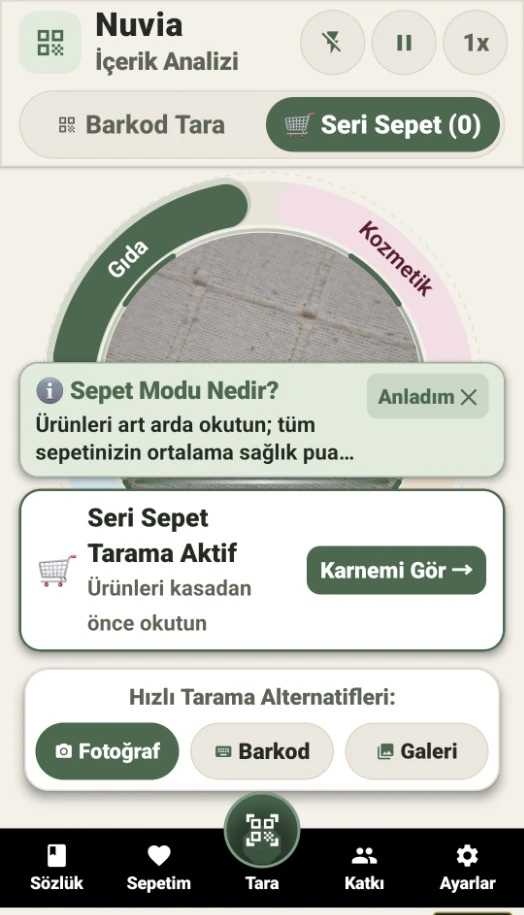 Nuvia
İçerik Analizi
1x
Barkod Tara
Seri Sepet (0)
Gıda
Kozmetik
Sepet Modu Nedir?
Anladım
Ürünleri art arda okutun; tüm
sepetinizin ortalama sağlık pua...
Seri Sepet
Tarama Aktif
Ürünleri kasadan
önce okutun
Karnemi Gör →
Hızlı Tarama Alternatifleri:
Fotoğraf
Barkod
Galeri
Sözlük
Sepetim
Tara
Katkı
Ayarlar